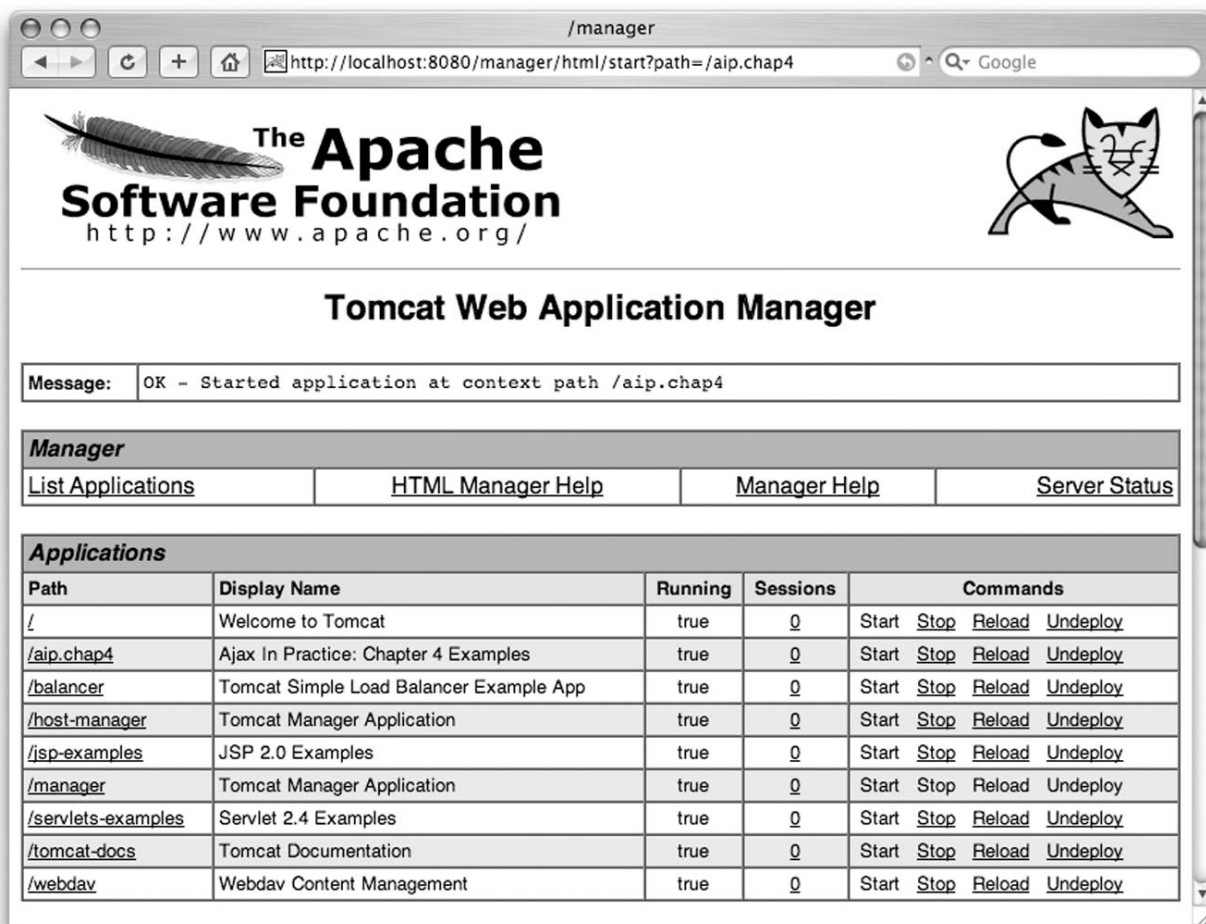 /manager
http://localhost:8080/manager/html/start?path=/aip.chap4
Google
The Apache
Software Foundation
http://www.apache.org/
Tomcat Web Application Manager
Message: OK - Started application at context path /aip.chap4
Manager
List Applications HTML Manager Help Manager Help Server Status
Applications
Path Display Name Running Sessions Commands
/ Welcome to Tomcat true 0 Start Stop Reload Undeploy
/aip.chap4 Ajax In Practice: Chapter 4 Examples true 0 Start Stop Reload Undeploy
/balancer Tomcat Simple Load Balancer Example App true 0 Start Stop Reload Undeploy
/host-manager Tomcat Manager Application true 0 Start Stop Reload Undeploy
/jsp-examples JSP 2.0 Examples true 0 Start Stop Reload Undeploy
/manager Tomcat Manager Application true 0 Start Stop Reload Undeploy
/servlets-examples Servlet 2.4 Examples true 0 Start Stop Reload Undeploy
/tomcat-docs Tomcat Documentation true 0 Start Stop Reload Undeploy
/webdav Webdav Content Management true 0 Start Stop Reload Undeploy